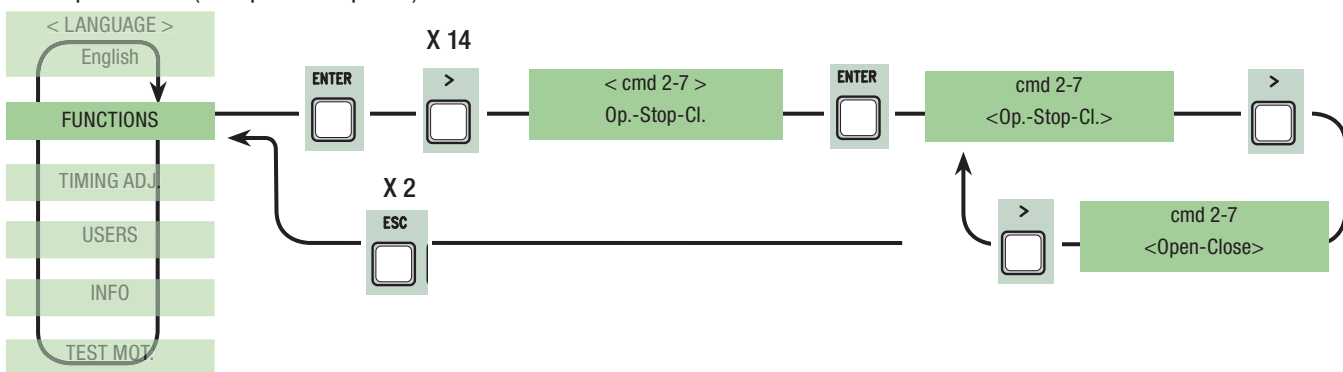 < LANGUAGE >
English
FUNCTIONS
TIMING ADJ.
USERS
INFO
TEST MOT.
ENTER
X 14
>
< cmd 2-7 >
Op.-Stop-Cl.
ENTER
cmd 2-7
<Op.-Stop-Cl.>
>
X 2
ESC
>
cmd 2-7
<Open-Close>